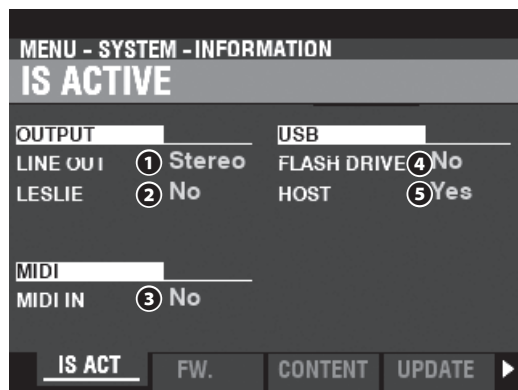 MENU - SYSTEM - INFORMATION
IS ACTIVE
OUTPUT
LINE OUT 1 Stereo
LESLIE 2 No
USB
FLASH DRIVE 4 No
HOST 5 Yes
MIDI
MIDI IN 3 No
IS ACT FW. CONTENT UPDATE